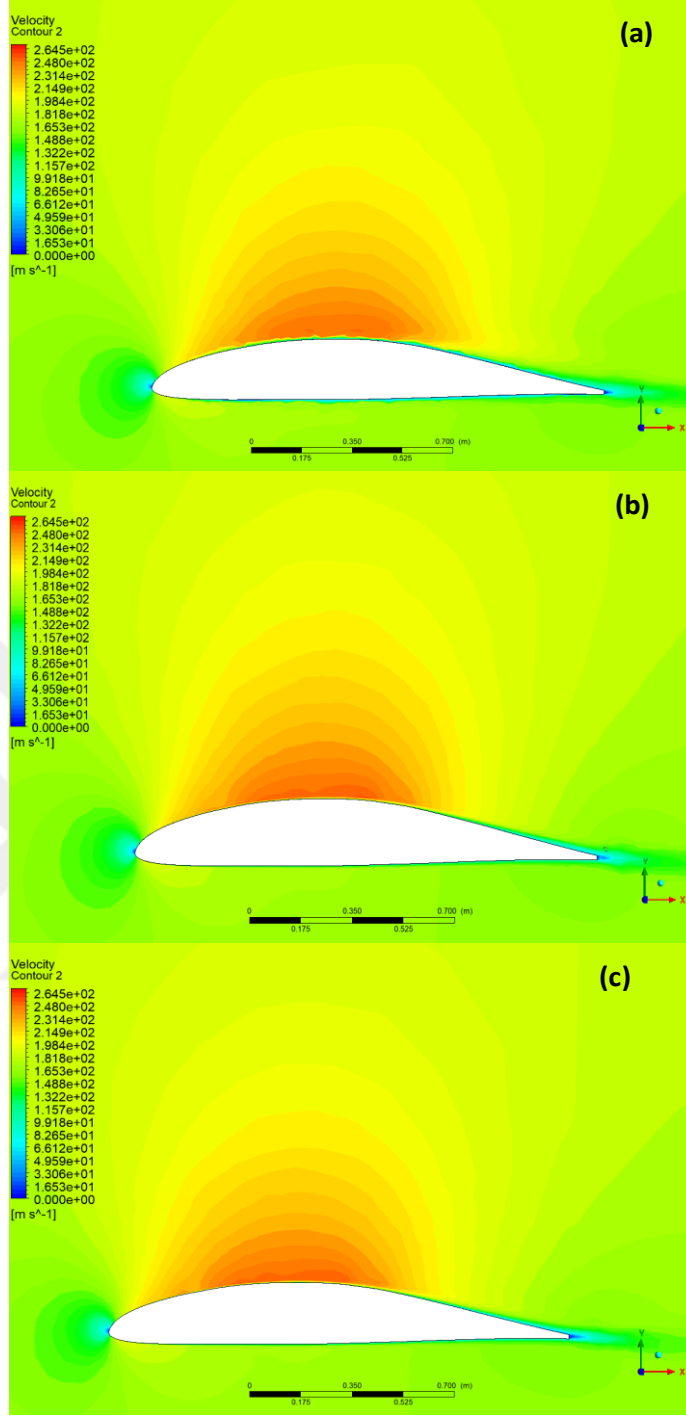 (a)
Velocity
Contour 2
2.645e+02
2.480e+02
2.314e+02
2.149e+02
1.984e+02
1.818e+02
1.653e+02
1.488e+02
1.322e+02
1.157e+02
9.918e+01
8.265e+01
6.612e+01
4.959e+01
3.306e+01
1.653e+01
0.000e+00
[m s^-1]
Y
X
0 0.350 0.700 (m)
0.175 0.525
(b)
Velocity
Contour 2
2.645e+02
2.480e+02
2.314e+02
2.149e+02
1.984e+02
1.818e+02
1.653e+02
1.488e+02
1.322e+02
1.157e+02
9.918e+01
8.265e+01
6.612e+01
4.959e+01
3.306e+01
1.653e+01
0.000e+00
[m s^-1]
Y
X
0 0.350 0.700 (m)
0.175 0.525
(c)
Velocity
Contour 2
2.645e+02
2.480e+02
2.314e+02
2.149e+02
1.984e+02
1.818e+02
1.653e+02
1.488e+02
1.322e+02
1.157e+02
9.918e+01
8.265e+01
6.612e+01
4.959e+01
3.306e+01
1.653e+01
0.000e+00
[m s^-1]
Y
X
0 0.350 0.700 (m)
0.175 0.525